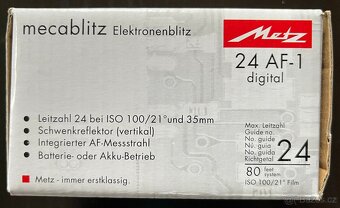 mecablitz Elektronenblitz
Metz
24 AF-1
digital
Leitzahl 24 bei ISO 100/21° und 35mm
Schwenkreflektor (vertikal)
Integrierter AF-Messstrahl
Batterie- oder Akku-Betrieb
Metz - immer erstklassig.
Max. Leitzahl
Guide no.
No. guide
No. guía
No. guida
Richtgetal
24
80 feet system
ISO 100/21° Film